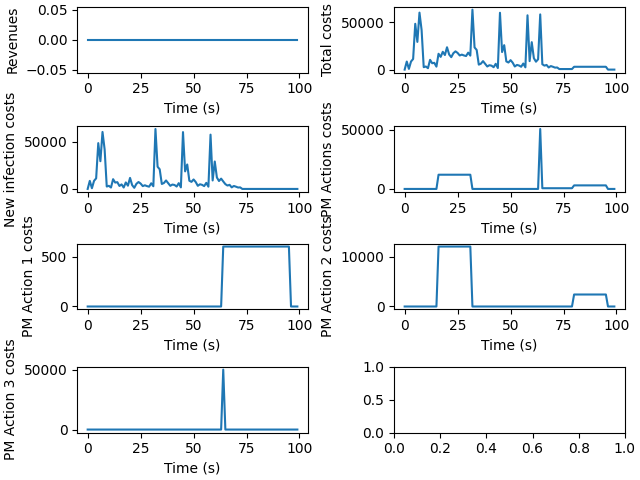 Revenues
0.05
0.00
−0.05
0 25 50 75 100
Time (s)
Total costs
50000
0
0 25 50 75 100
Time (s)
New infection costs
50000
0
0 25 50 75 100
Time (s)
PM Actions costs
50000
0
0 25 50 75 100
Time (s)
PM Action 1 costs
500
0
0 25 50 75 100
Time (s)
PM Action 2 costs
10000
0
0 25 50 75 100
Time (s)
PM Action 3 costs
50000
0
0 25 50 75 100
Time (s)
1.0
0.5
0.0
0.0 0.2 0.4 0.6 0.8 1.0